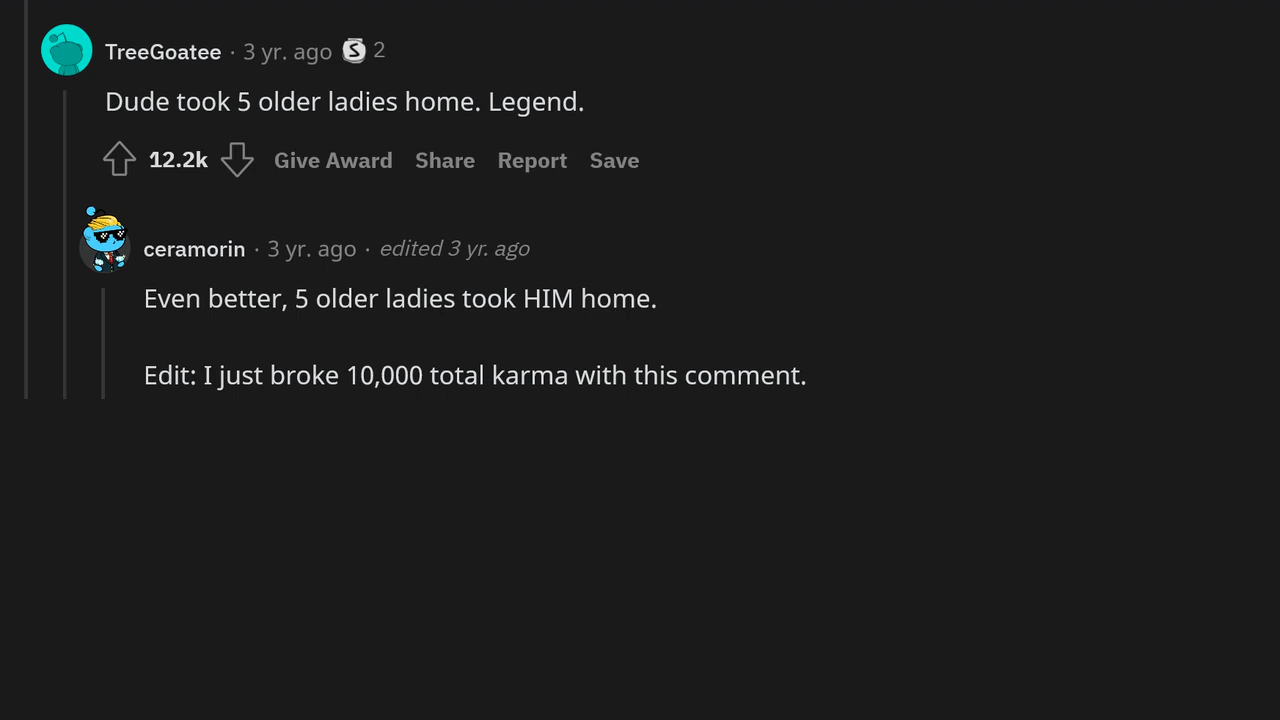 TreeGoatee · 3 yr. ago S 2
Dude took 5 older ladies home. Legend.
12.2k Give Award Share Report Save
ceramorin · 3 yr. ago · edited 3 yr. ago
Even better, 5 older ladies took HIM home.
Edit: I just broke 10,000 total karma with this comment.